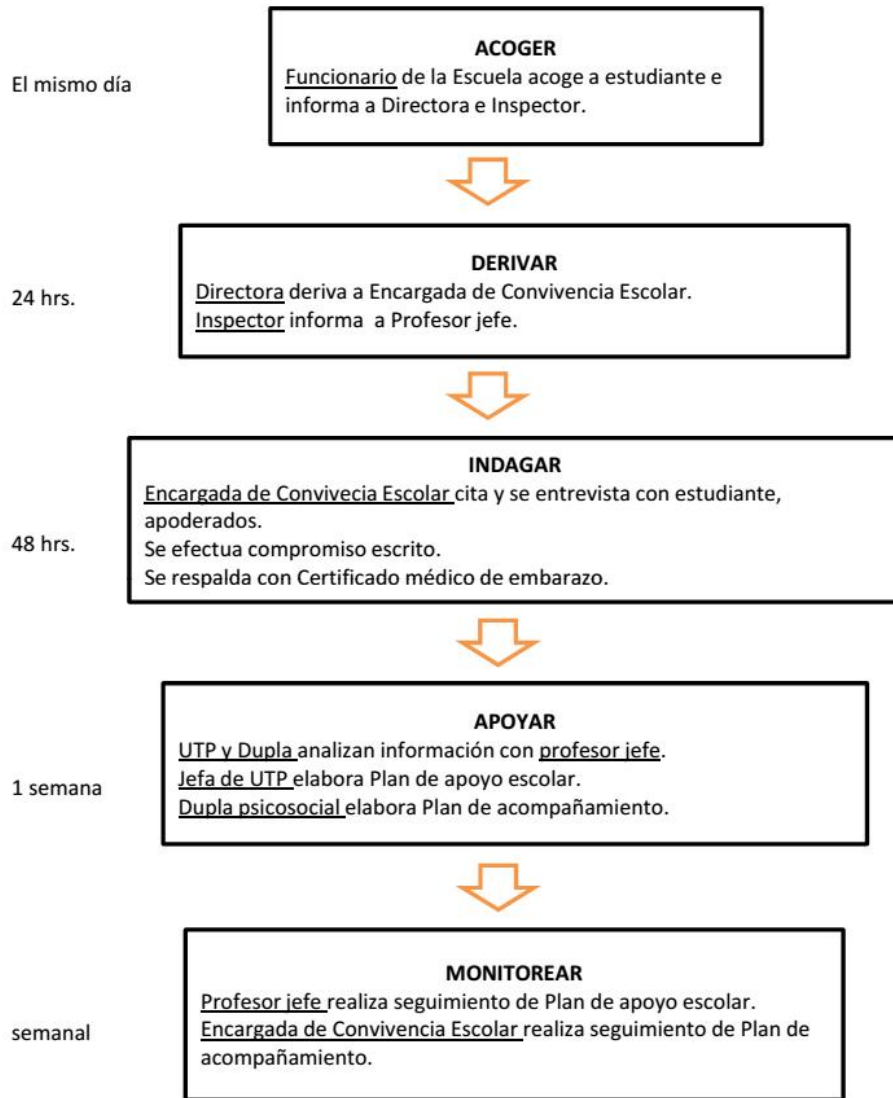 ACOGER
El mismo día
Funcionario de la Escuela acoge a estudiante e
informa a Directora e Inspector.
DERIVAR
24 hrs.
Directora deriva a Encargada de Convivencia Escolar.
Inspector informa a Profesor jefe.
INDAGAR
Encargada de Convivecia Escolar cita y se entrevista con estudiante,
apoderados.
48 hrs.
Se efectua compromiso escrito.
Se respalda con Certificado médico de embarazo.
APOYAR
UTP y Dupla analizan información con profesor jefe.
1 semana
Jefa de UTP elabora Plan de apoyo escolar.
Dupla psicosocial elabora Plan de acompañamiento.
MONITOREAR
Profesor jefe realiza seguimiento de Plan de apoyo escolar.
semanal
Encargada de Convivencia Escolar realiza seguimiento de Plan de
acompañamiento.